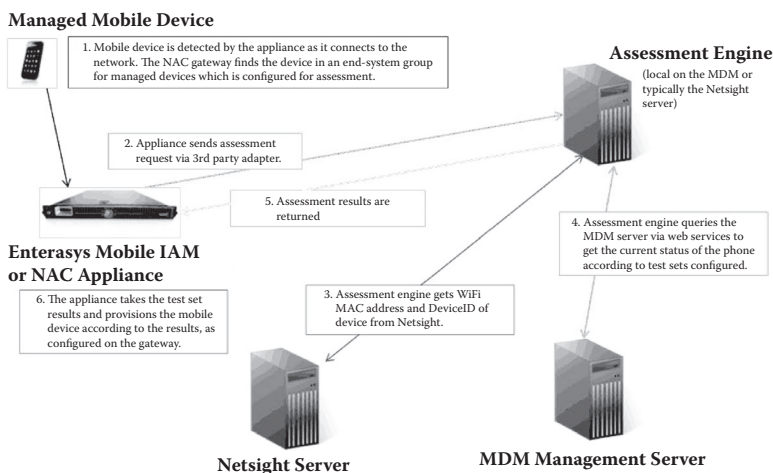 Managed Mobile Device
1. Mobile device is detected by the appliance as it connects to the
network. The NAC gateway finds the device in an end-system group
for managed devices which is configured for assessment.
Assessment Engine
(local on the MDM or
typically the Netsight
server)
2. Appliance sends assessment
request via 3rd party adapter.
5. Assessment results are
returned
Enterasys Mobile IAM
or NAC Appliance
4. Assessment engine queries the
MDM server via web services to
get the current status of the phone
according to test sets configured.
6. The appliance takes the test set
results and provisions the mobile
device according to the results, as
configured on the gateway.
3. Assessment engine gets WiFi
MAC address and DeviceID of
device from Netsight.
Netsight Server
MDM Management Server